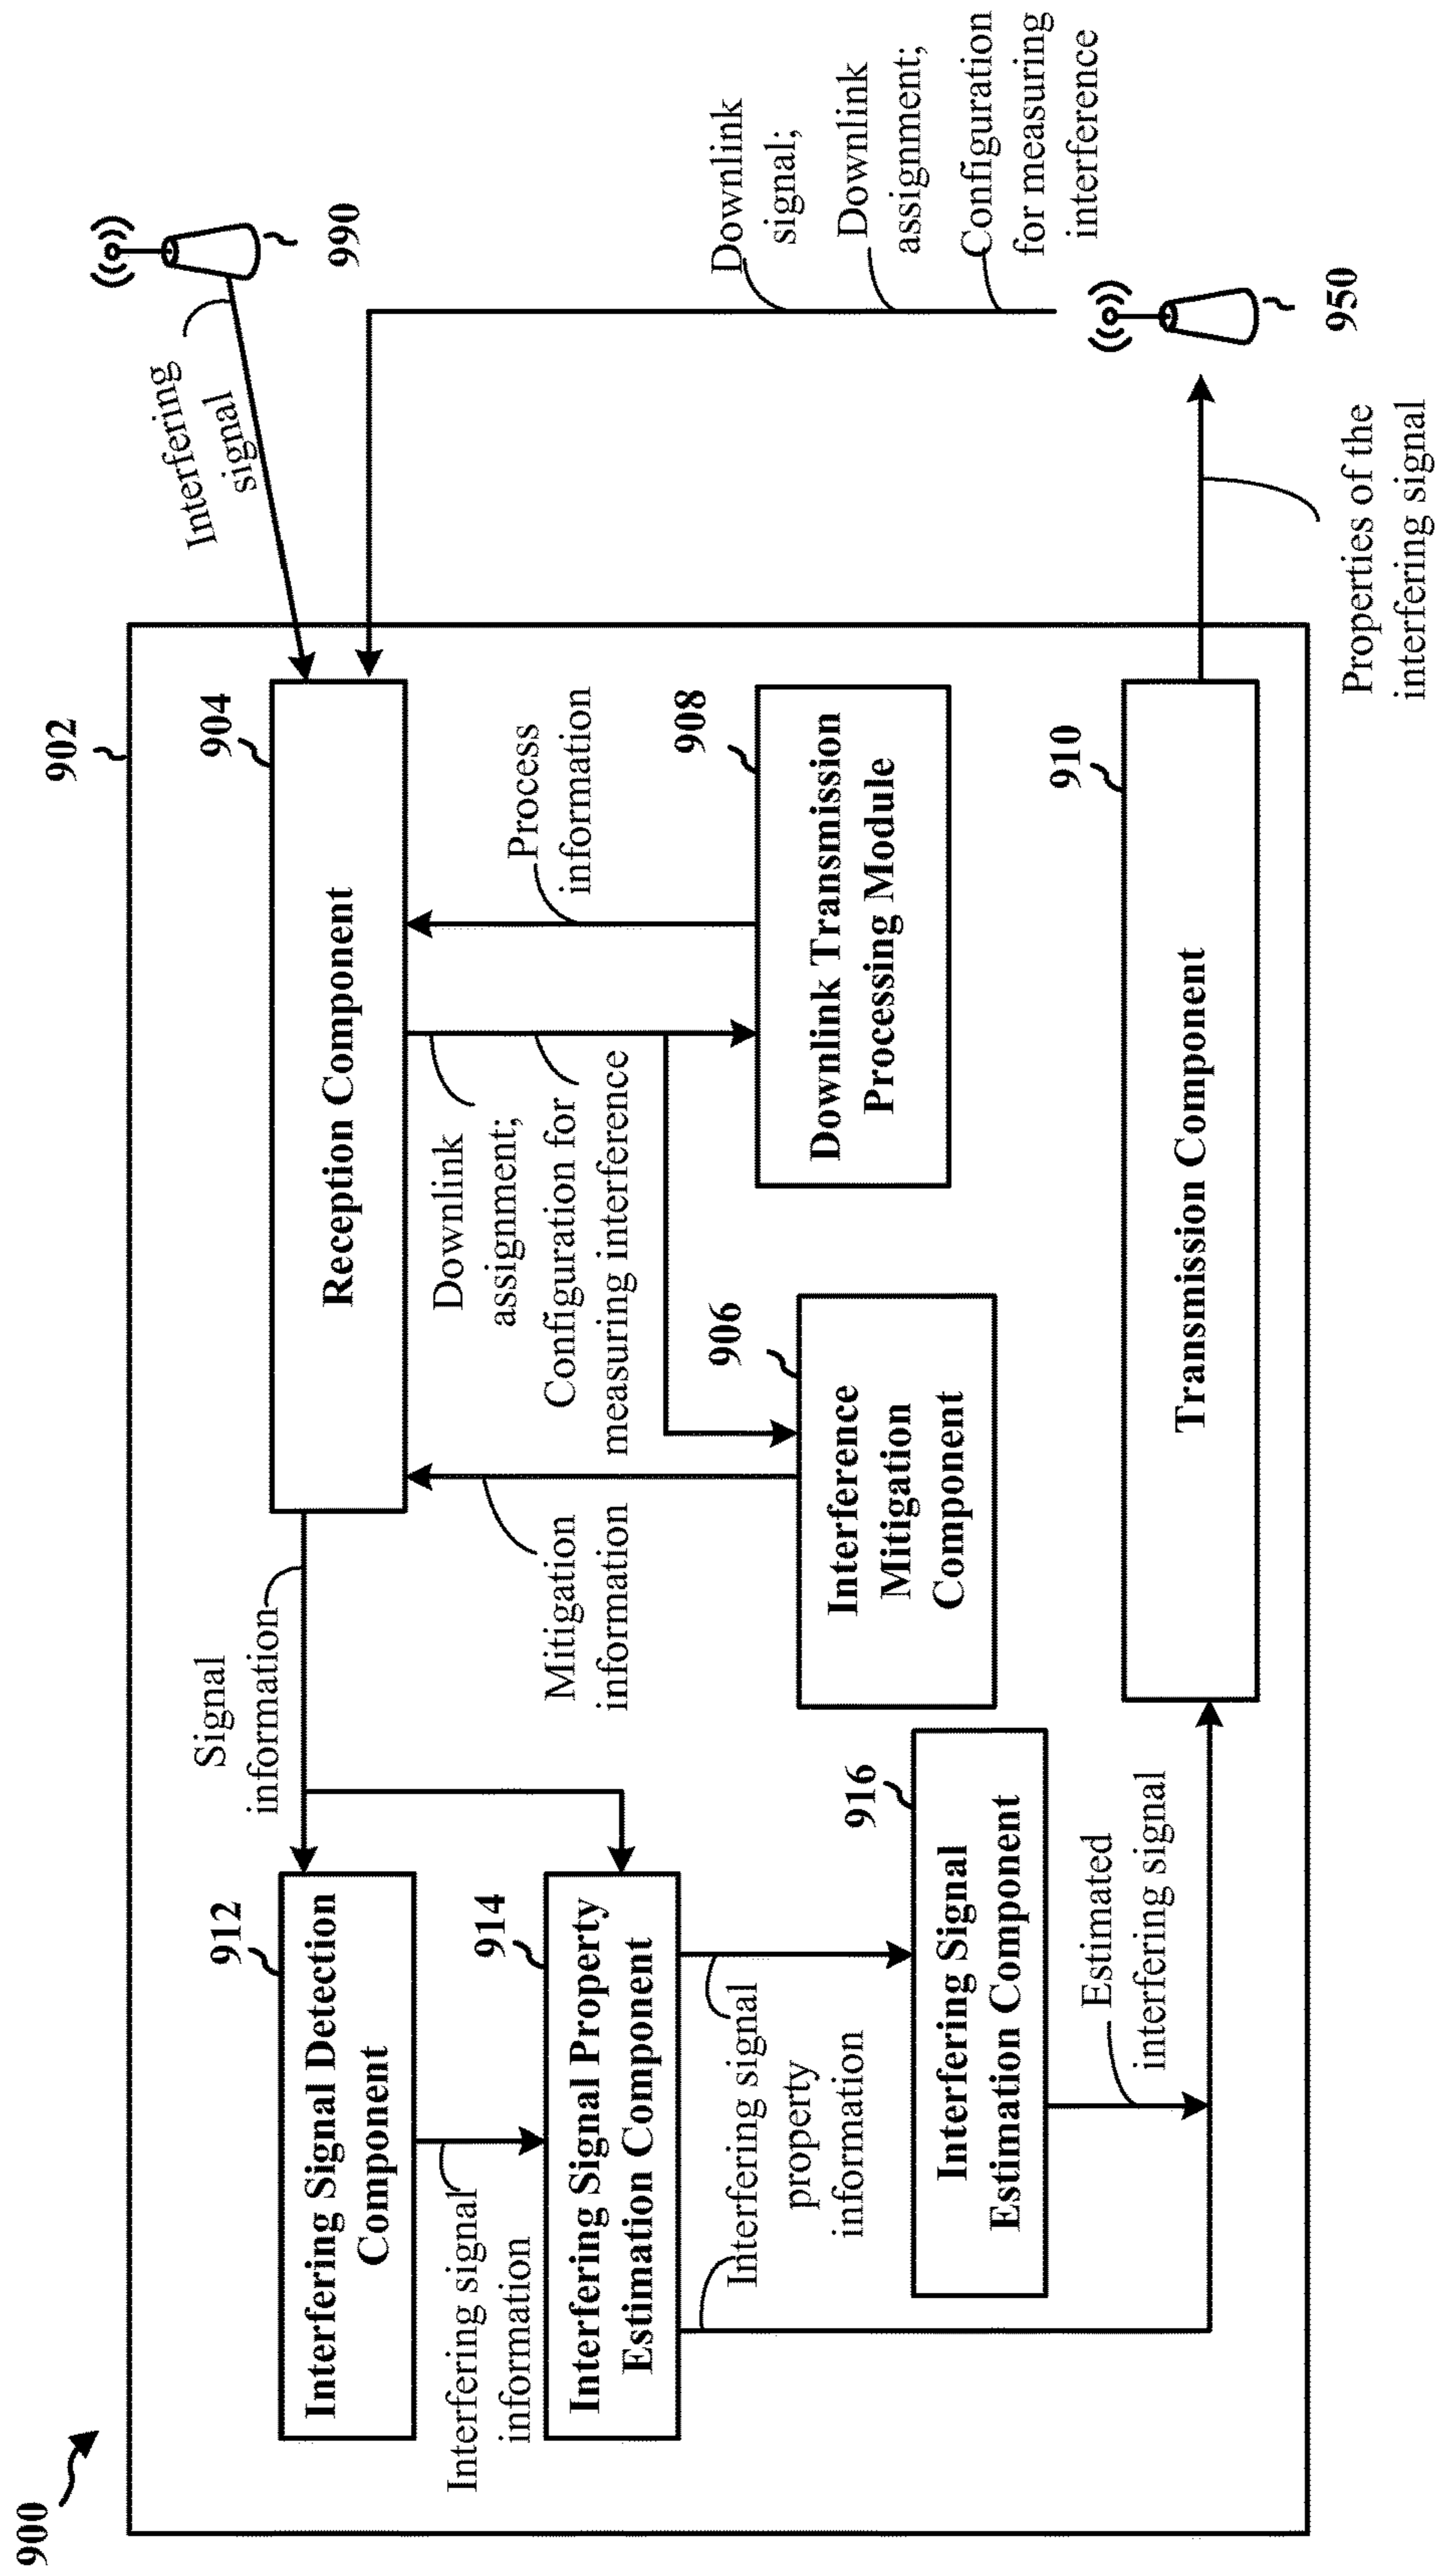 900
902
Interfering
signal
990
904
Reception Component
Signal
information
912
Interfering Signal Detection
Component
Interfering signal
information
914
Interfering Signal Property
Estimation Component
Interfering signal
property
information
916
Interfering Signal
Estimation Component
Estimated
interfering signal
Mitigation
information
906
Interference
Mitigation
Component
Downlink
assignment;
Configuration for
measuring interference
Process
information
908
Downlink Transmission
Processing Module
910
Transmission Component
Downlink
signal;
Downlink
assignment;
Configuration
for measuring
interference
950
Properties of the
interfering signal